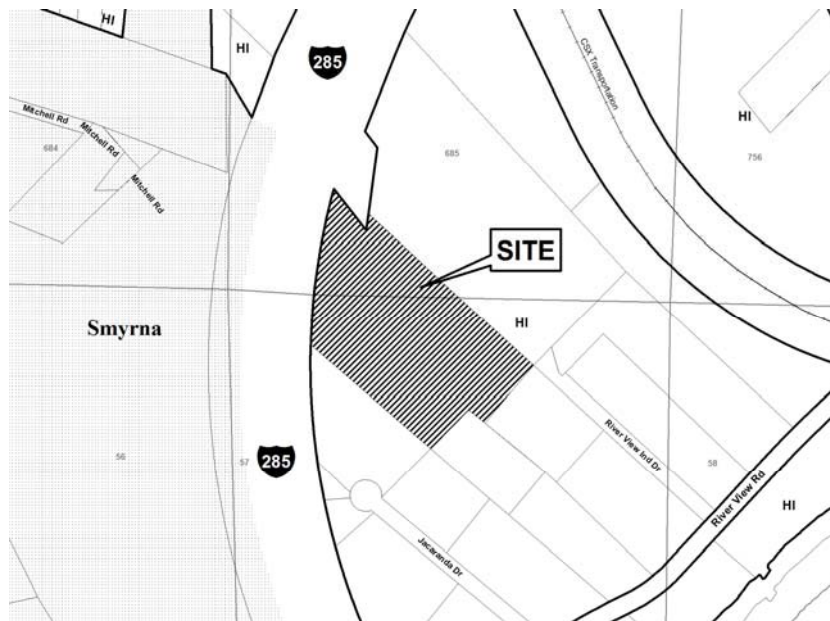 HI
HI
285
CSX Transportation
HI
Mitchell Rd
Mitchell Rd
684
685
756
Mitchell Rd
SITE
HI
Smyrna
River View Ind Dr
56
57
285
58
River View Rd
HI
Jacaranda Dr